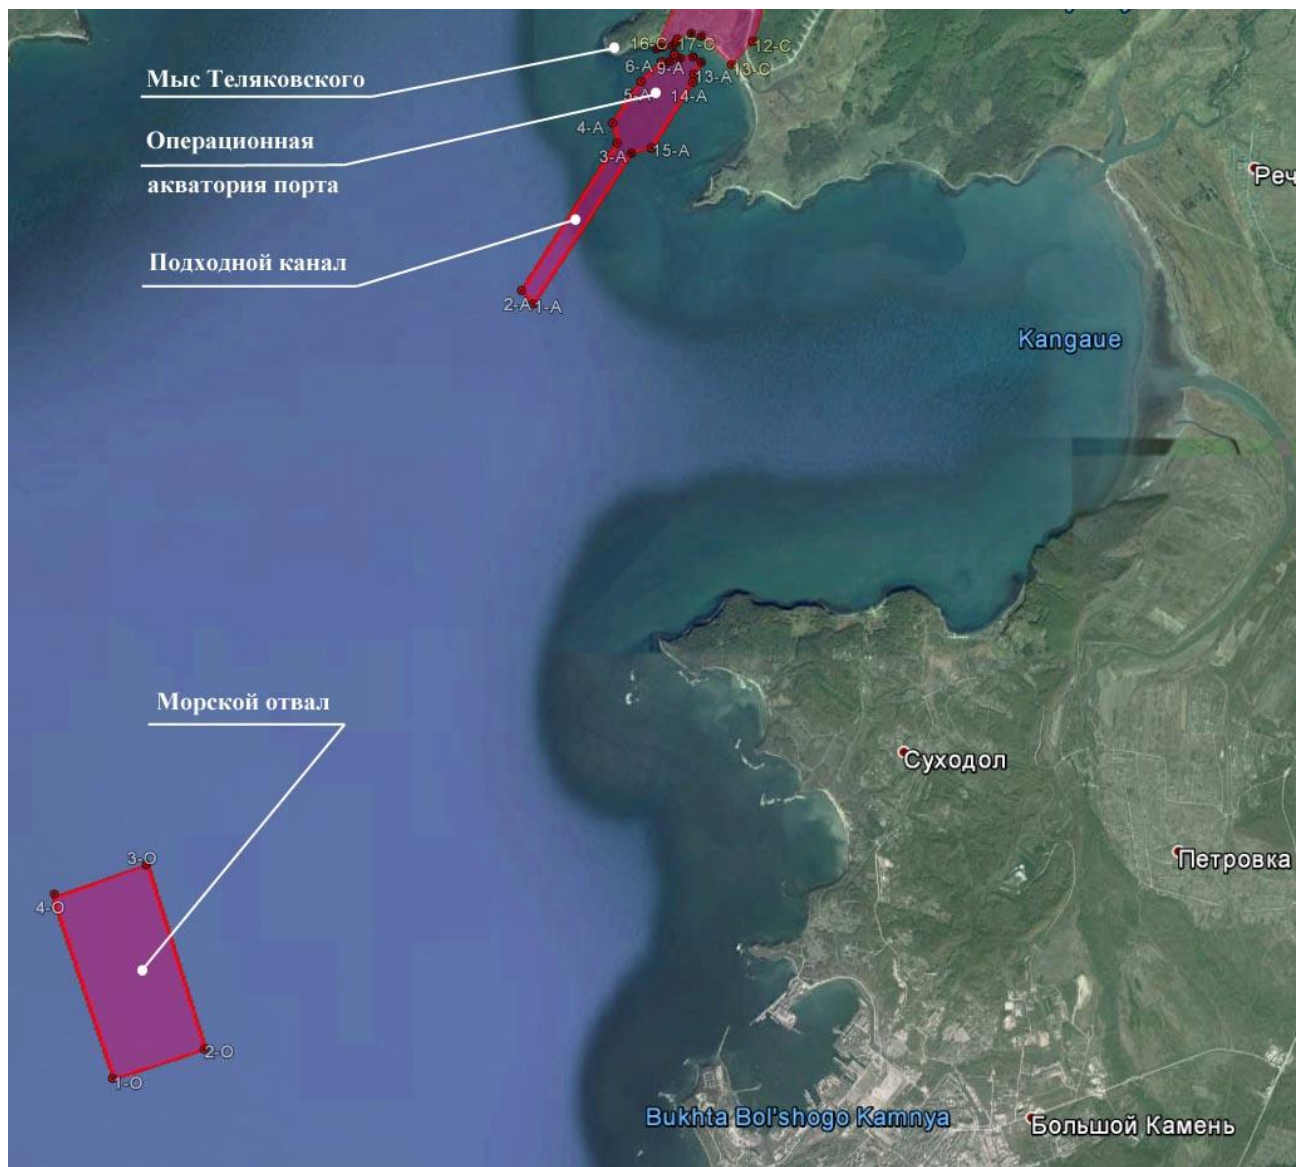 16-C
17-C
12-C
Мыс Теляковского
6-A
9-A
13-C
13-A
5-A
14-A
4-A
Операционная
акватория порта
3-A
15-A
Реч
Подходной канал
2-A
1-A
Kangaue
Морской отвал
Суходол
3-O
Петровка
4-O
2-O
1-O
Bukhta Bol'shogo Kamnya
Большой Камень